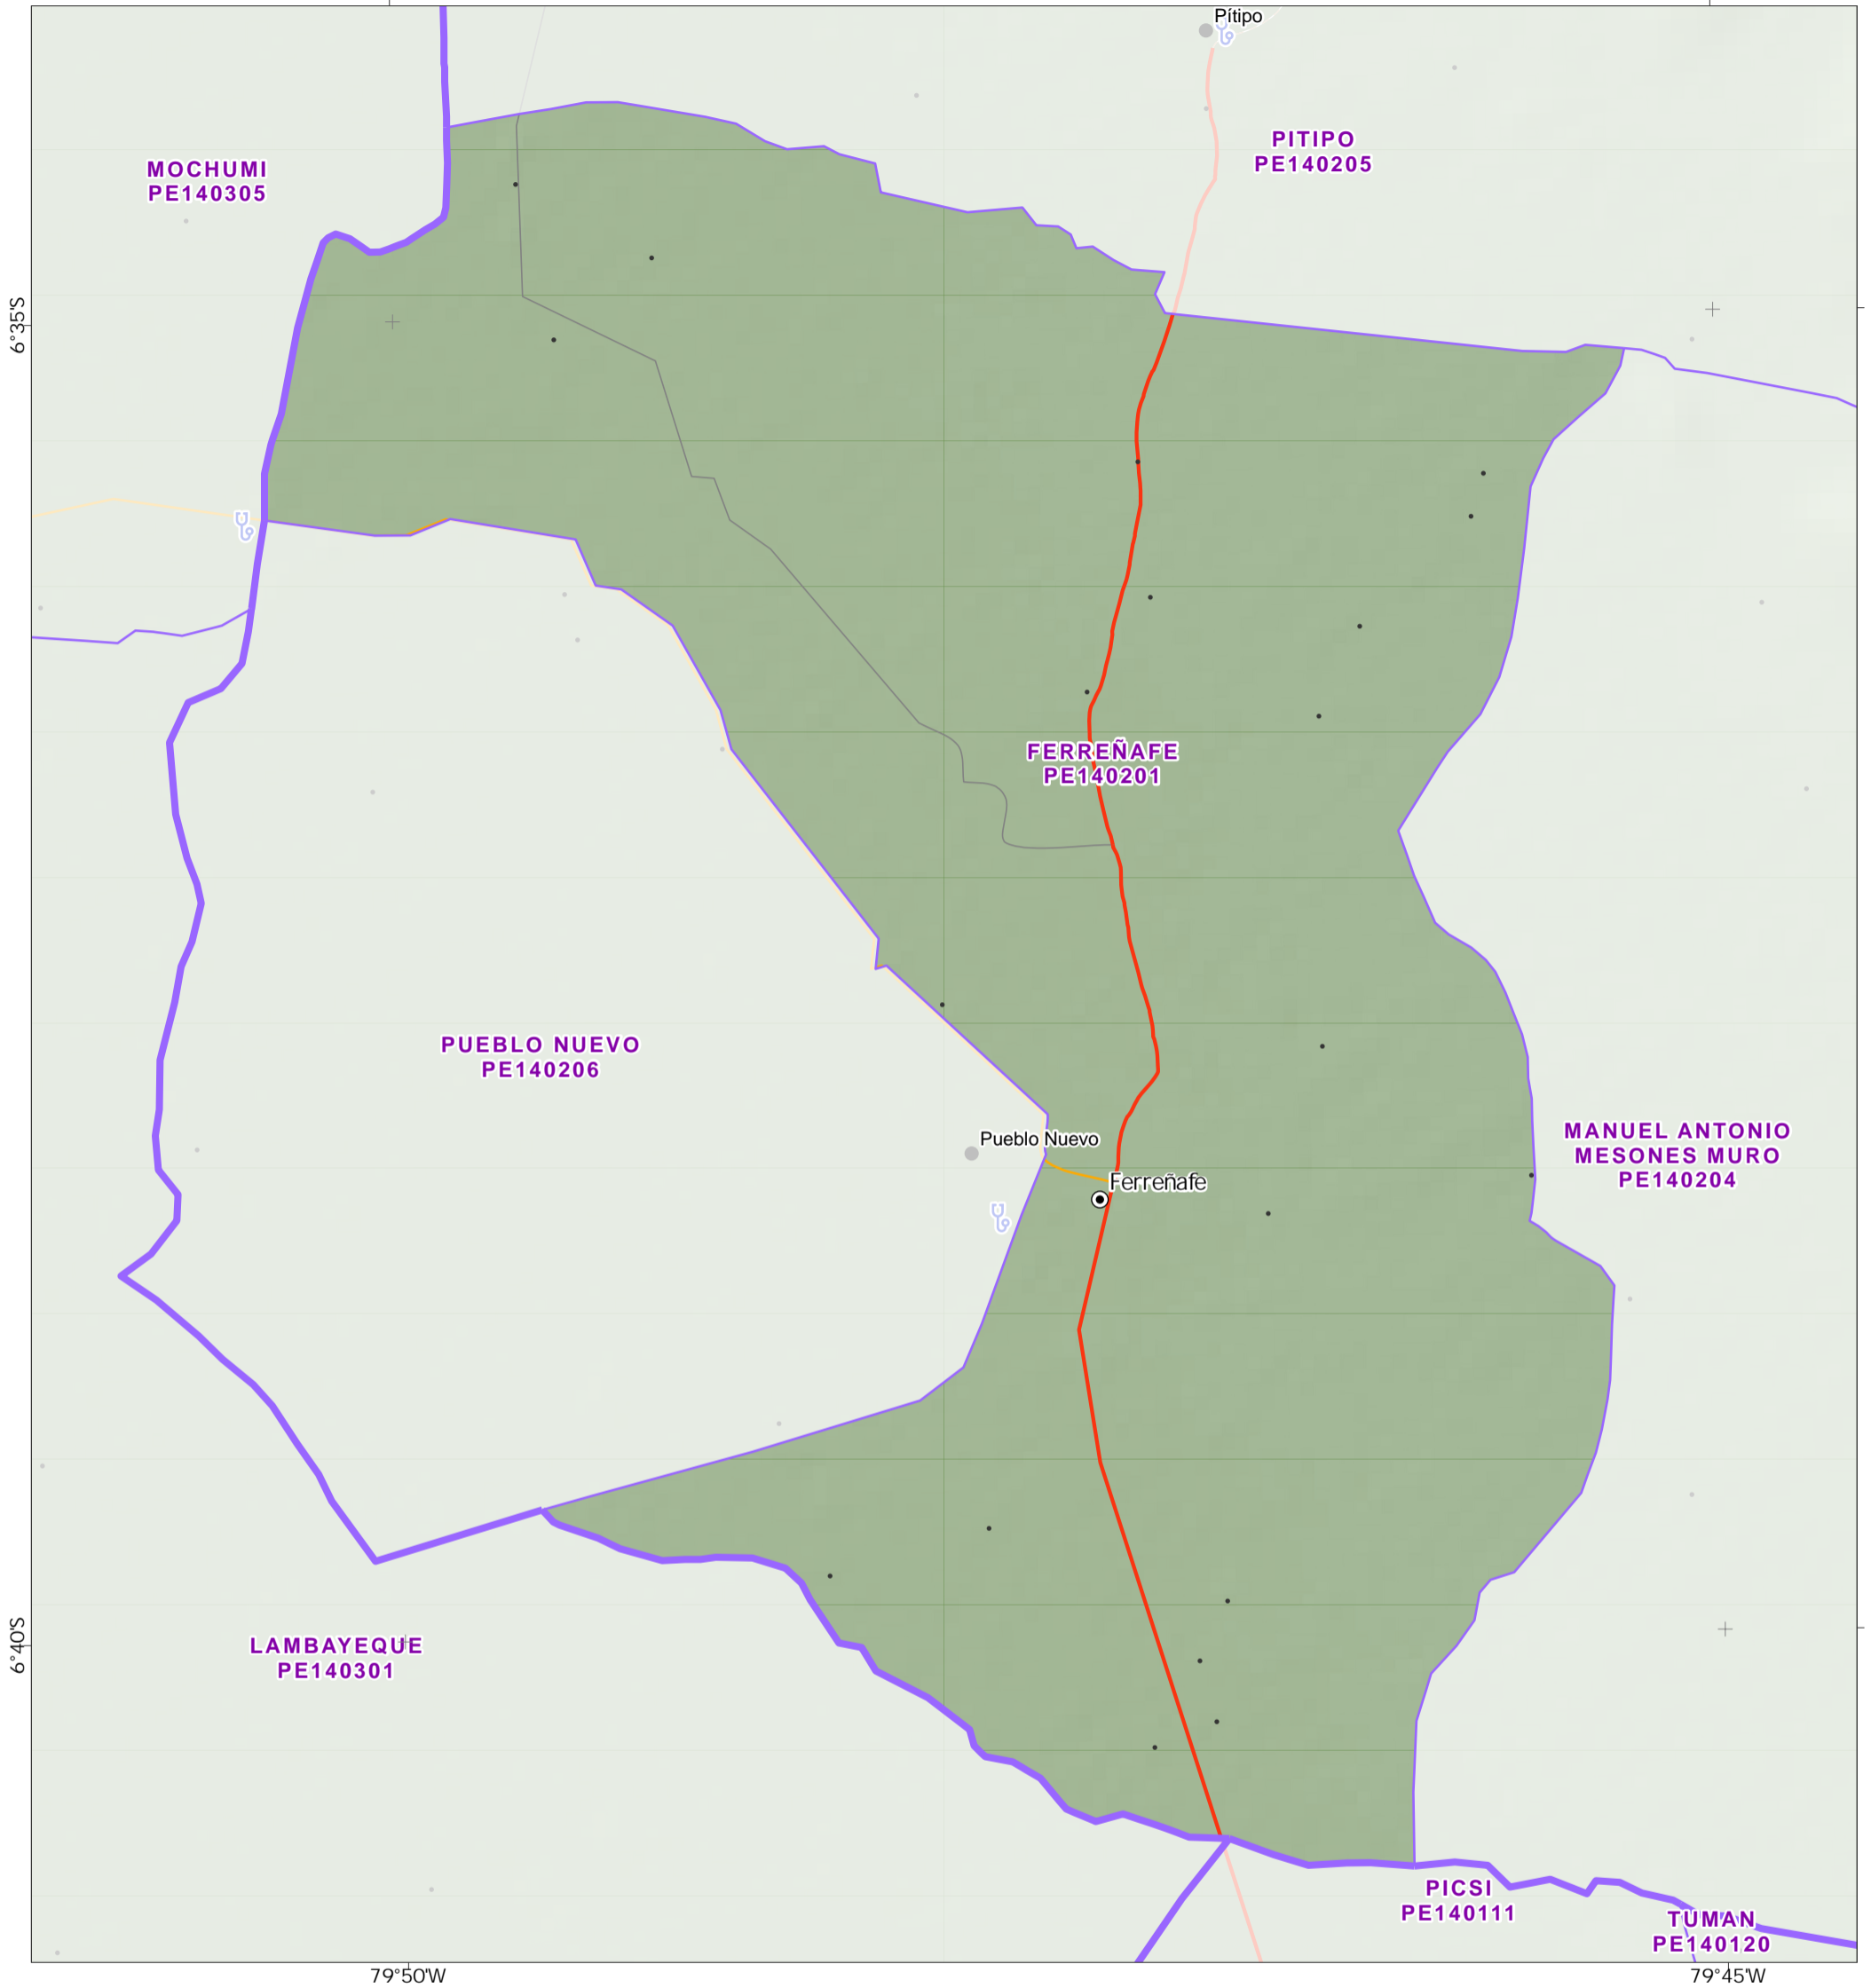 Pítipo
PITIPO
PE140205
MOCHUMI
PE140305
6°35'S
FERREÑAFE
PE140201
PUEBLO NUEVO
PE140206
Pueblo Nuevo
MANUEL ANTONIO
MESONES MURO
PE140204
Ferreñafe
6°40'S
LAMBAYEQUE
PE140301
PICSI
PE140111
TUMAN
PE140120
79°50'W
79°45'W